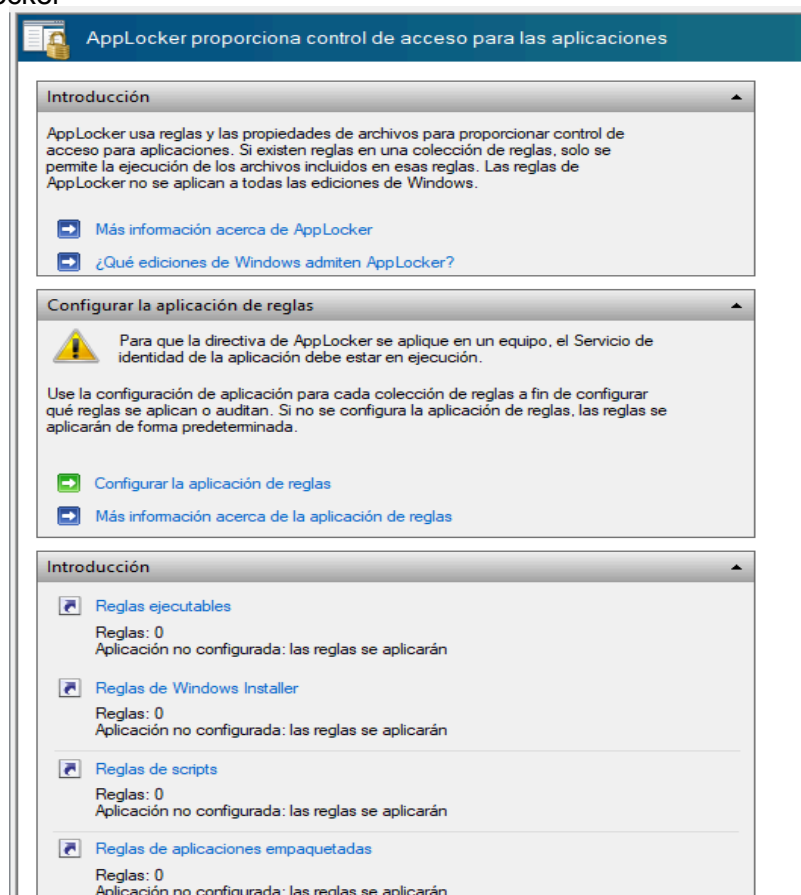 AppLocker proporciona control de acceso para las aplicaciones
Introducción
AppLocker usa reglas y las propiedades de archivos para proporcionar control de
acceso para aplicaciones. Si existen reglas en una colección de reglas, solo se
permite la ejecución de los archivos incluidos en esas reglas. Las reglas de
AppLocker no se aplican a todas las ediciones de Windows.
Más información acerca de AppLocker
¿Qué ediciones de Windows admiten AppLocker?
Configurar la aplicación de reglas
Para que la directiva de AppLocker se aplique en un equipo, el Servicio de
identidad de la aplicación debe estar en ejecución.
Use la configuración de aplicación para cada colección de reglas a fin de configurar
qué reglas se aplican o auditan. Si no se configura la aplicación de reglas, las reglas se
aplicarán de forma predeterminada.
Configurar la aplicación de reglas
Más información acerca de la aplicación de reglas
Introducción
Reglas ejecutables
Reglas: 0
Aplicación no configurada: las reglas se aplicarán
Reglas de Windows Installer
Reglas: 0
Aplicación no configurada: las reglas se aplicarán
Reglas de scripts
Reglas: 0
Aplicación no configurada: las reglas se aplicarán
Reglas de aplicaciones empaquetadas
Reglas: 0
Aplicación no configurada: las reglas se aplicarán